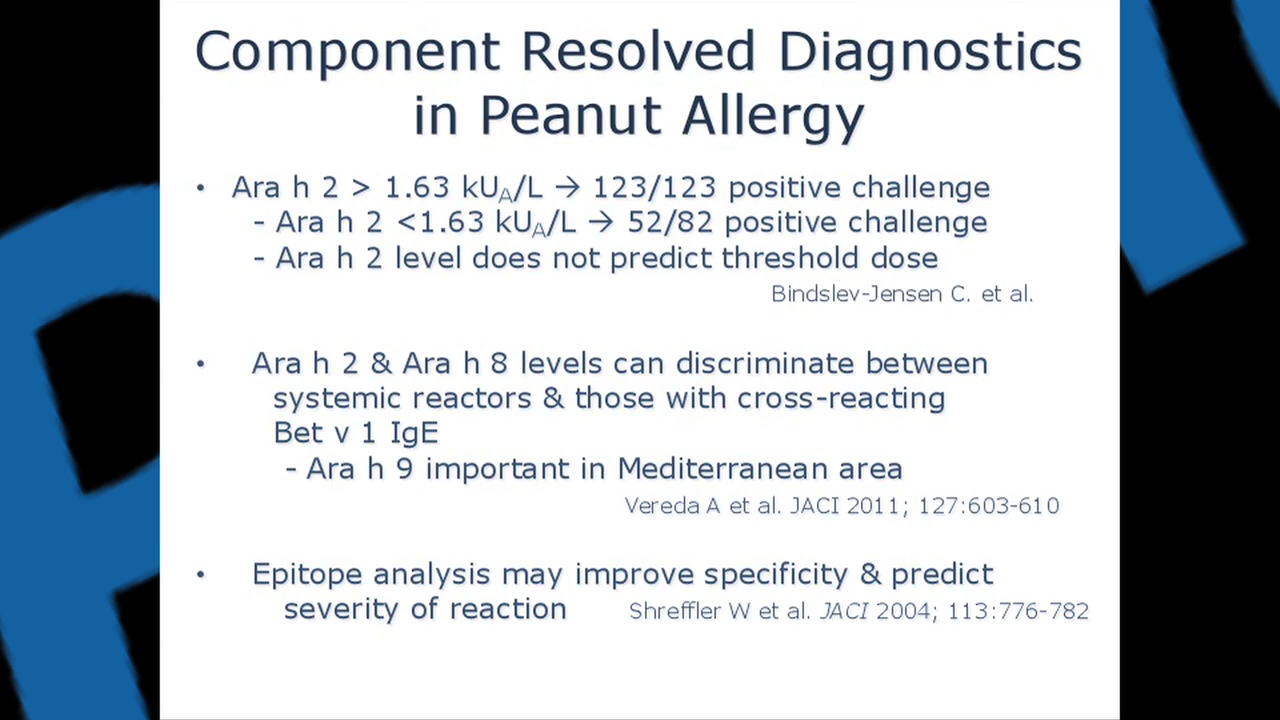 Component Resolved Diagnostics
in Peanut Allergy
• Ara h 2 > 1.63 kU_A/L → 123/123 positive challenge
- Ara h 2 <1.63 kU_A/L → 52/82 positive challenge
- Ara h 2 level does not predict threshold dose
Bindslev-Jensen C. et al.
• Ara h 2 & Ara h 8 levels can discriminate between
systemic reactors & those with cross-reacting
Bet v 1 IgE
- Ara h 9 important in Mediterranean area
Vereda A et al. JACI 2011; 127:603-610
• Epitope analysis may improve specificity & predict
severity of reaction Shreffler W et al. JACI 2004; 113:776-782